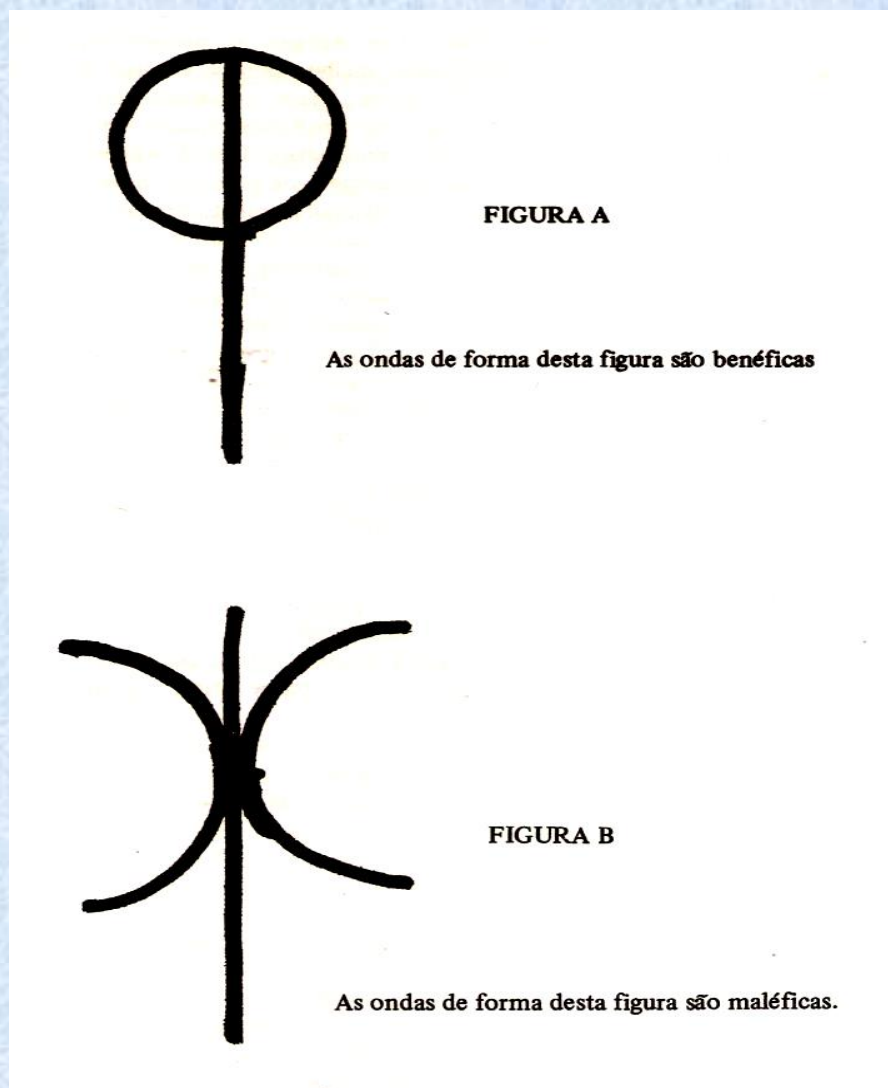 FIGURA A
As ondas de forma desta figura são benéficas
FIGURA B
As ondas de forma desta figura são maléficas.